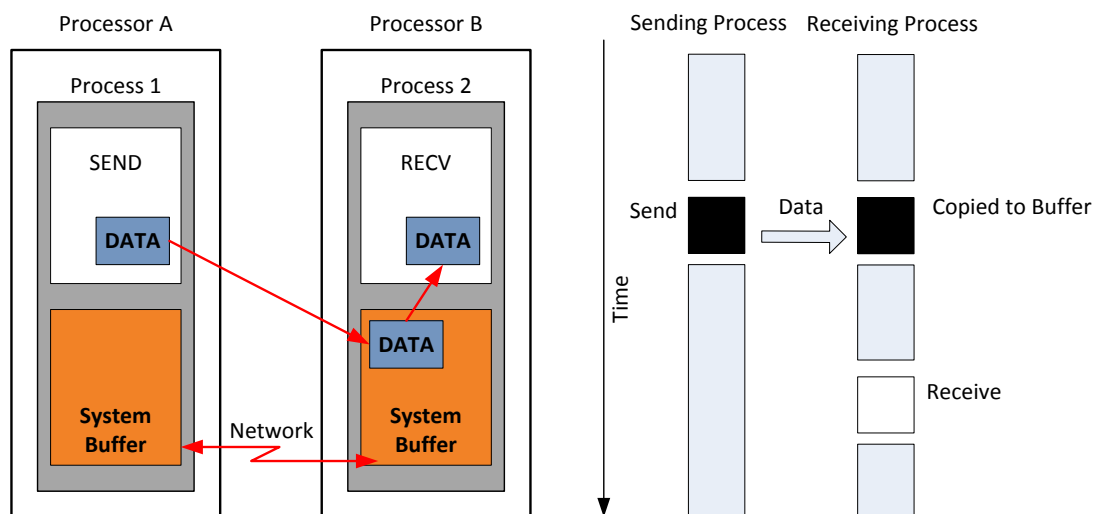 Processor A
Processor B
Process 1
Process 2
SEND
RECV
DATA
DATA
DATA
System
Buffer
Network
System
Buffer
Sending Process
Receiving Process
Send
Data
Copied to Buffer
Time
Receive